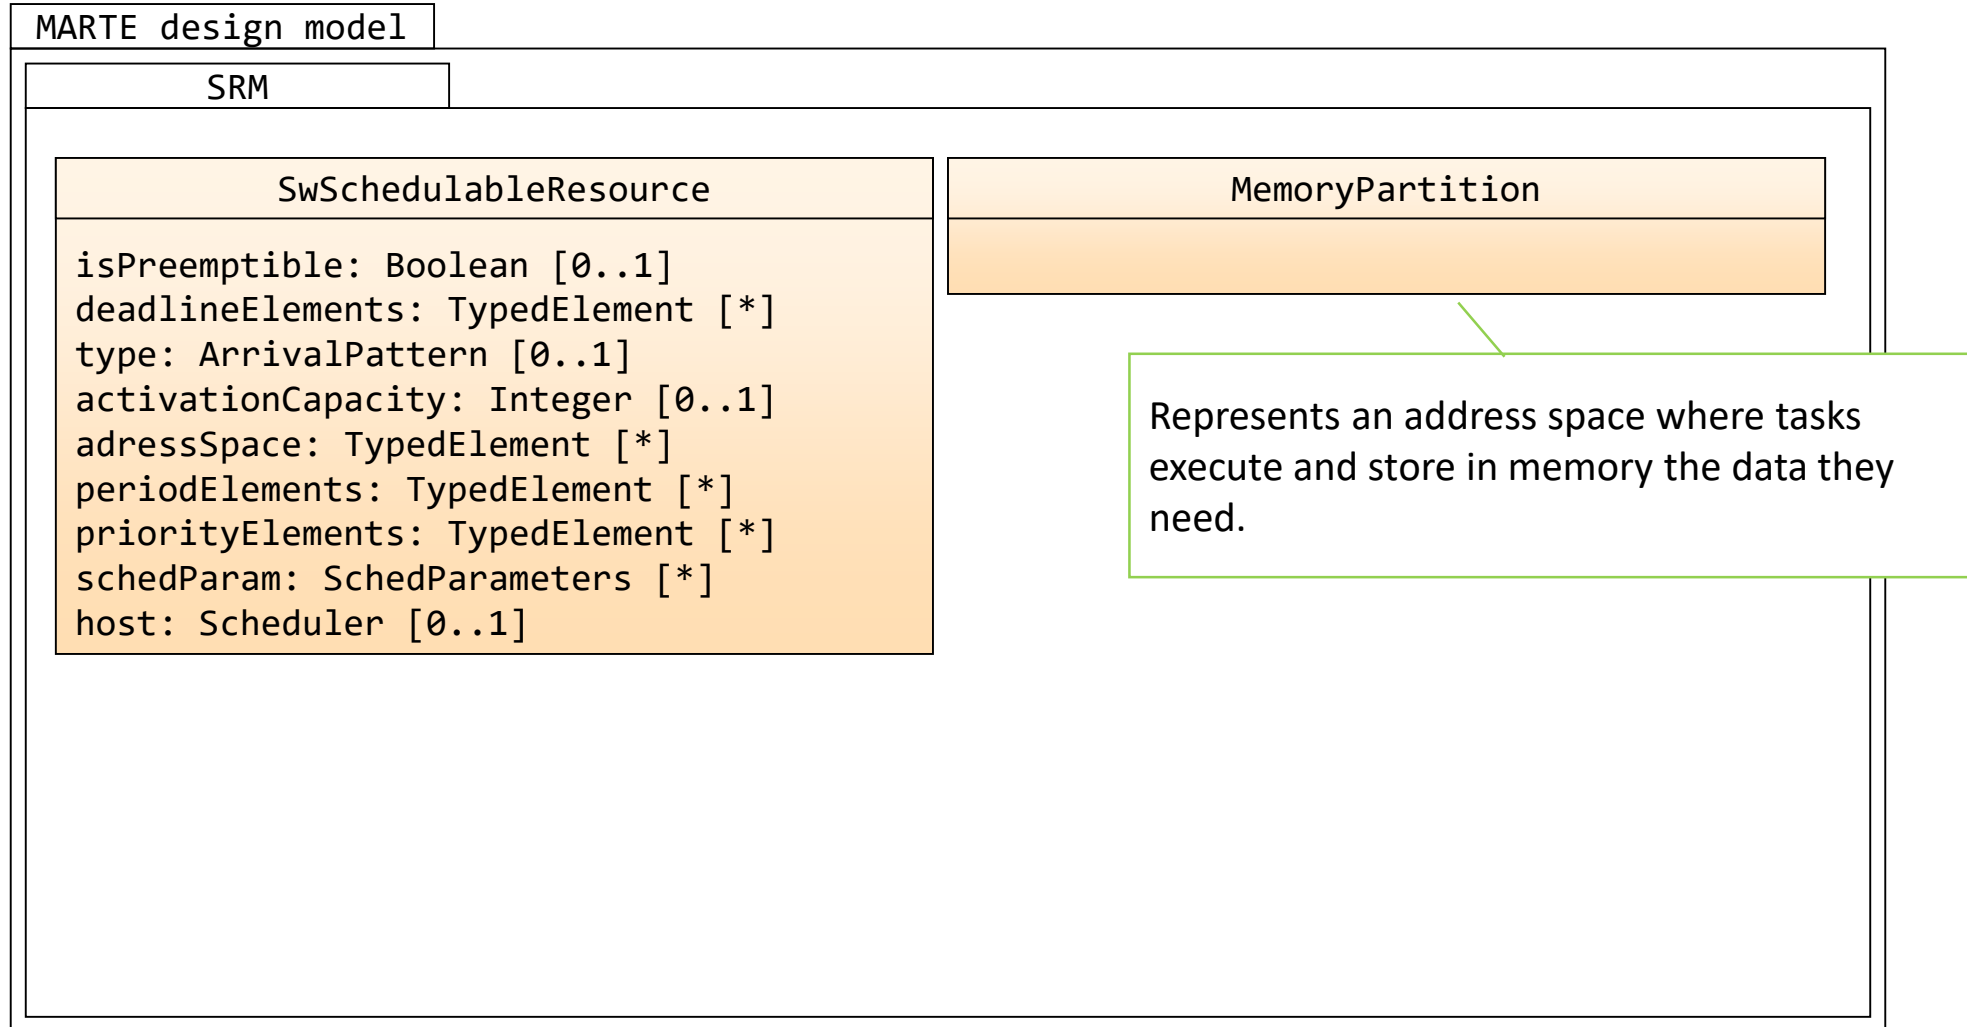 MARTE design model
SRM
SwSchedulableResource
isPreemptible: Boolean [0..1]
deadlineElements: TypedElement [*]
type: ArrivalPattern [0..1]
activationCapacity: Integer [0..1]
adressSpace: TypedElement [*]
periodElements: TypedElement [*]
priorityElements: TypedElement [*]
schedParam: SchedParameters [*]
host: Scheduler [0..1]
MemoryPartition
Represents an address space where tasks
execute and store in memory the data they
need.